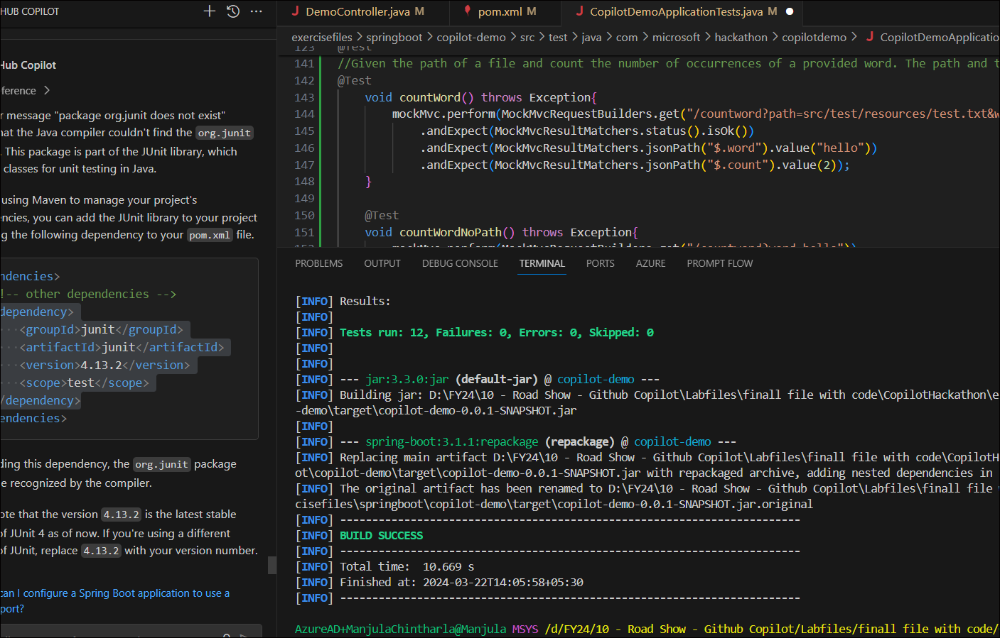 HUB COPILOT
Hub Copilot
ference
r message "package org.junit does not exist"
hat the Java compiler couldn't find the org.junit
. This package is part of the JUnit library, which
classes for unit testing in Java.
using Maven to manage your project's
encies, you can add the JUnit library to your project
g the following dependency to your pom.xml file.
ndencies>
!-- other dependencies -->
dependency>
<groupId>junit</groupId>
<artifactId>junit</artifactId>
<version>4.13.2</version>
<scope>test</scope>
/dependency>
endencies>
ding this dependency, the org.junit package
e recognized by the compiler.
ote that the version 4.13.2 is the latest stable
of JUnit 4 as of now. If you're using a different
of JUnit, replace 4.13.2 with your version number.
can I configure a Spring Boot application to use a
port?
DemoController.java M
pom.xml M
CopilotDemoApplicationTests.java M
exercisefiles > springboot > copilot-demo > src > test > java > com > microsoft > hackathon > copilotdemo > CopilotDemoApplicatio
123 @Test
141 //Given the path of a file and count the number of occurrences of a provided word. The path and t
142 @Test
143 void countWord() throws Exception{
144 mockMvc.perform(MockMvcRequestBuilders.get("/countword?path=src/test/resources/test.txt&w
145 .andExpect(MockMvcResultMatchers.status().isOk())
146 .andExpect(MockMvcResultMatchers.jsonPath("$.word").value("hello"))
147 .andExpect(MockMvcResultMatchers.jsonPath("$.count").value(2));
148 }
149
150 @Test
151 void countWordNoPath() throws Exception{
PROBLEMS OUTPUT DEBUG CONSOLE TERMINAL PORTS AZURE PROMPT FLOW
[INFO] Results:
[INFO]
[INFO] Tests run: 12, Failures: 0, Errors: 0, Skipped: 0
[INFO]
[INFO]
[INFO] --- jar:3.3.0:jar (default-jar) @ copilot-demo ---
[INFO] Building jar: D:\FY24\10 - Road Show - Github Copilot\Labfiles\finall file with code\CopilotHackathon\e
-demo\target\copilot-demo-0.0.1-SNAPSHOT.jar
[INFO]
[INFO] --- spring-boot:3.1.1:repackage (repackage) @ copilot-demo ---
[INFO] Replacing main artifact D:\FY24\10 - Road Show - Github Copilot\Labfiles\finall file with code\CopilotH
ot\copilot-demo\target\copilot-demo-0.0.1-SNAPSHOT.jar with repackaged archive, adding nested dependencies in
[INFO] The original artifact has been renamed to D:\FY24\10 - Road Show - Github Copilot\Labfiles\finall file
cisefiles\springboot\copilot-demo\target\copilot-demo-0.0.1-SNAPSHOT.jar.original
[INFO] ------------------------------------------------------------------------
[INFO] BUILD SUCCESS
[INFO] ------------------------------------------------------------------------
[INFO] Total time:  10.669 s
[INFO] Finished at: 2024-03-22T14:05:58+05:30
[INFO] ------------------------------------------------------------------------
AzureAD+ManjulaChintharla@Manjula MSYS /d/FY24/10 - Road Show - Github Copilot/Labfiles/finall file with code/